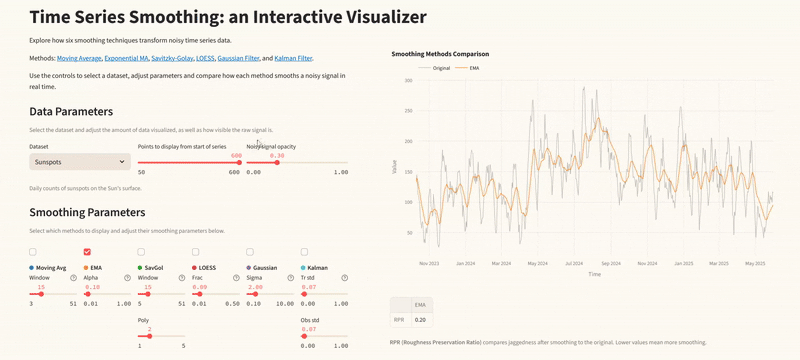 Time Series Smoothing: an Interactive Visualizer
Explore how six smoothing techniques transform noisy time series data.
Methods: Moving Average, Exponential MA, Savitzky-Golay, LOESS, Gaussian Filter, and Kalman Filter.
Use the controls to select a dataset, adjust parameters and compare how each method smooths a noisy signal in
real time.
Data Parameters
Select the dataset and adjust the amount of data visualized, as well as how visible the raw signal is.
Dataset Points to display from start of series Noisy signal opacity
Sunspots
600 0.30
50 600 0.00 1.00
Daily counts of sunspots on the Sun's surface.
Smoothing Parameters
Select which methods to display and adjust their smoothing parameters below.
Moving Avg EMA SavGol LOESS Gaussian Kalman
Window Alpha Window Frac Sigma Tr std
15 0.10 15 0.09 2.00 0.07
3 51 0.01 1.00 5 51 0.01 0.50 0.10 10.00 0.00 1.00
Poly Obs std
2 0.07
1 5 0.00 1.00
Smoothing Methods Comparison
Original EMA
300
250
200
150
100
50
Value
Nov 2023 Jan 2024 Mar 2024 May 2024 Jul 2024 Sep 2024 Nov 2024 Jan 2025 Mar 2025 May 2025
Time
EMA
RPR 0.20
RPR (Roughness Preservation Ratio) compares jaggedness after smoothing to the original. Lower values mean more smoothing.